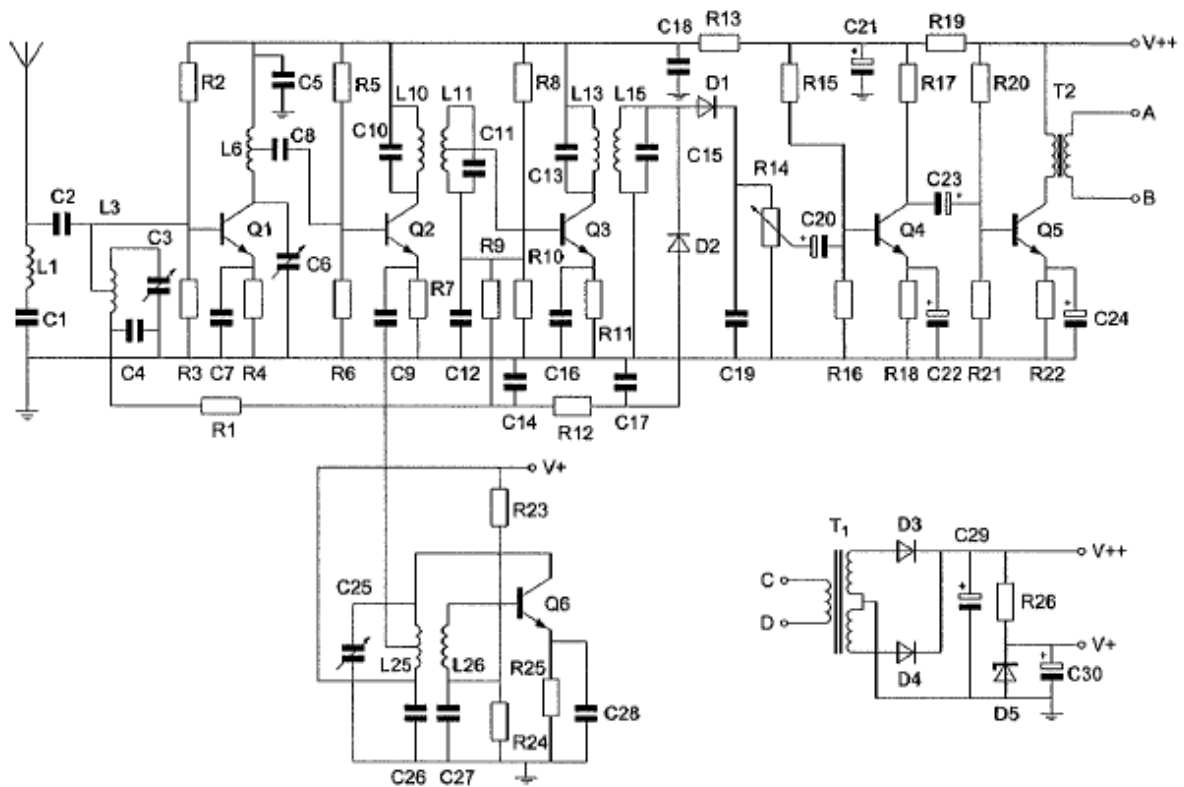 C18 R13 C21 R19
V++
R2 C5 R5 L10 L11 R8 L13 L15 D1 R15 R17 R20 T2
C8 C10 C11 A
L6 C13 C15 R14
C2 L3 C20 C23 B
C3 Q1 Q2 Q3 D2 Q4 Q5
L1 C6 R9 R10
R7
C1 R11 C24
C4 R3 C7 R4 R6 C9 C12 C16 C19 R16 R18 C22 R21 R22
R1 C14 R12 C17
V+
R23
T1 D3 C29
V++
C25 C
Q6 R26
D
L25 L26 R25 V+
D4 C30
C28 D5
R24
C26 C27
+
+
+
+
+
+
+